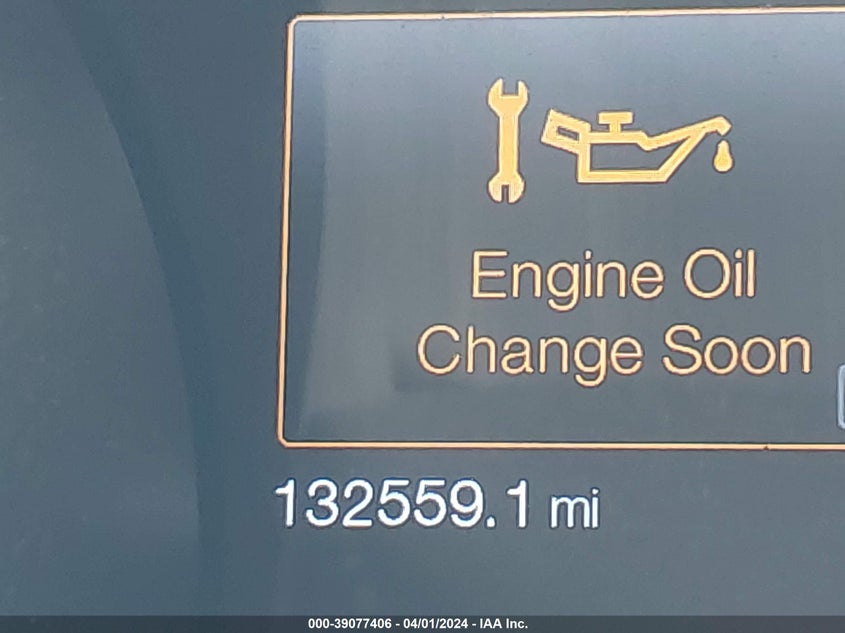 Engine Oil
Change Soon
132559.1 mi
000-39077406 - 04/01/2024 - IAA Inc.